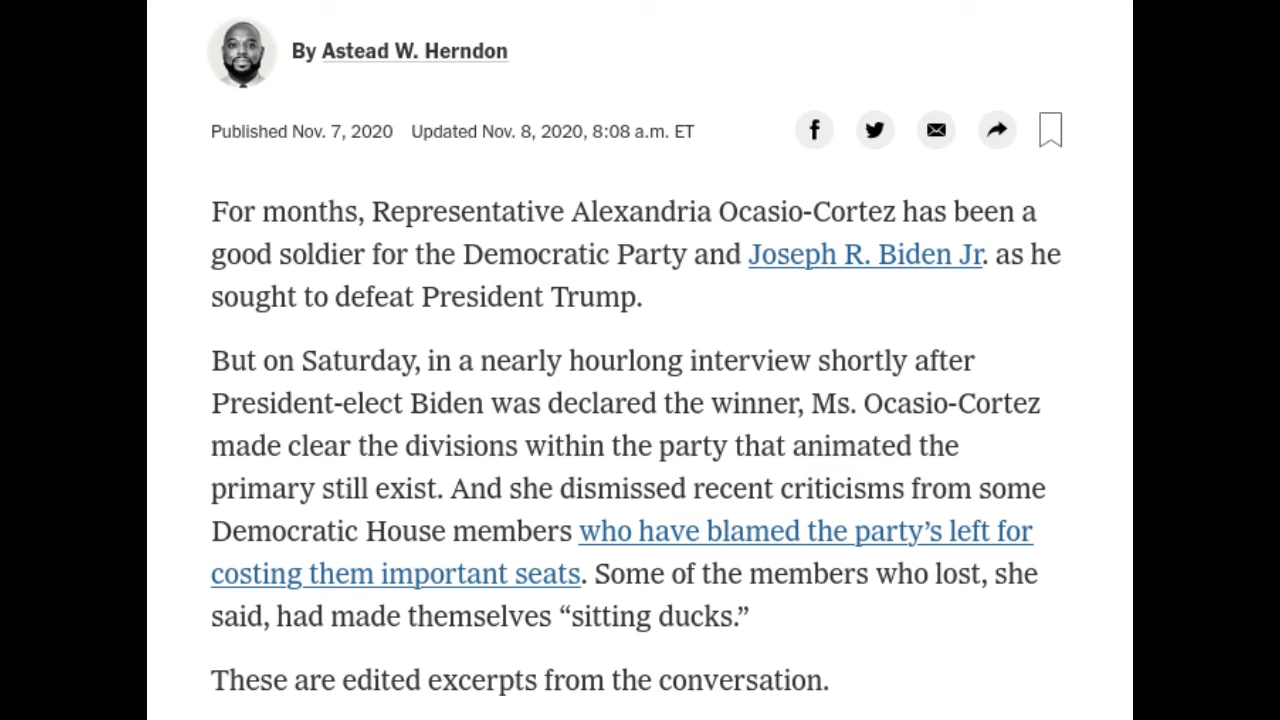 By Astead W. Herndon
Published Nov. 7, 2020 Updated Nov. 8, 2020, 8:08 a.m. ET
For months, Representative Alexandria Ocasio-Cortez has been a
good soldier for the Democratic Party and Joseph R. Biden Jr. as he
sought to defeat President Trump.
But on Saturday, in a nearly hourlong interview shortly after
President-elect Biden was declared the winner, Ms. Ocasio-Cortez
made clear the divisions within the party that animated the
primary still exist. And she dismissed recent criticisms from some
Democratic House members who have blamed the party’s left for
costing them important seats. Some of the members who lost, she
said, had made themselves “sitting ducks.”
These are edited excerpts from the conversation.